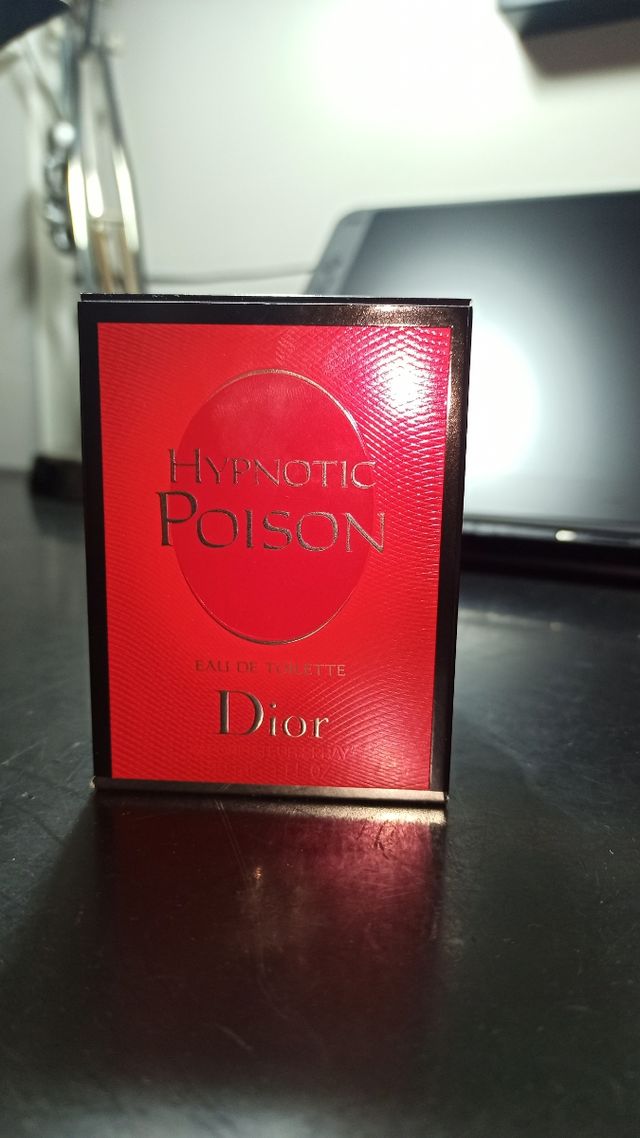 HYPNOTIC
POISON
EAU DE TOILETTE
Dior